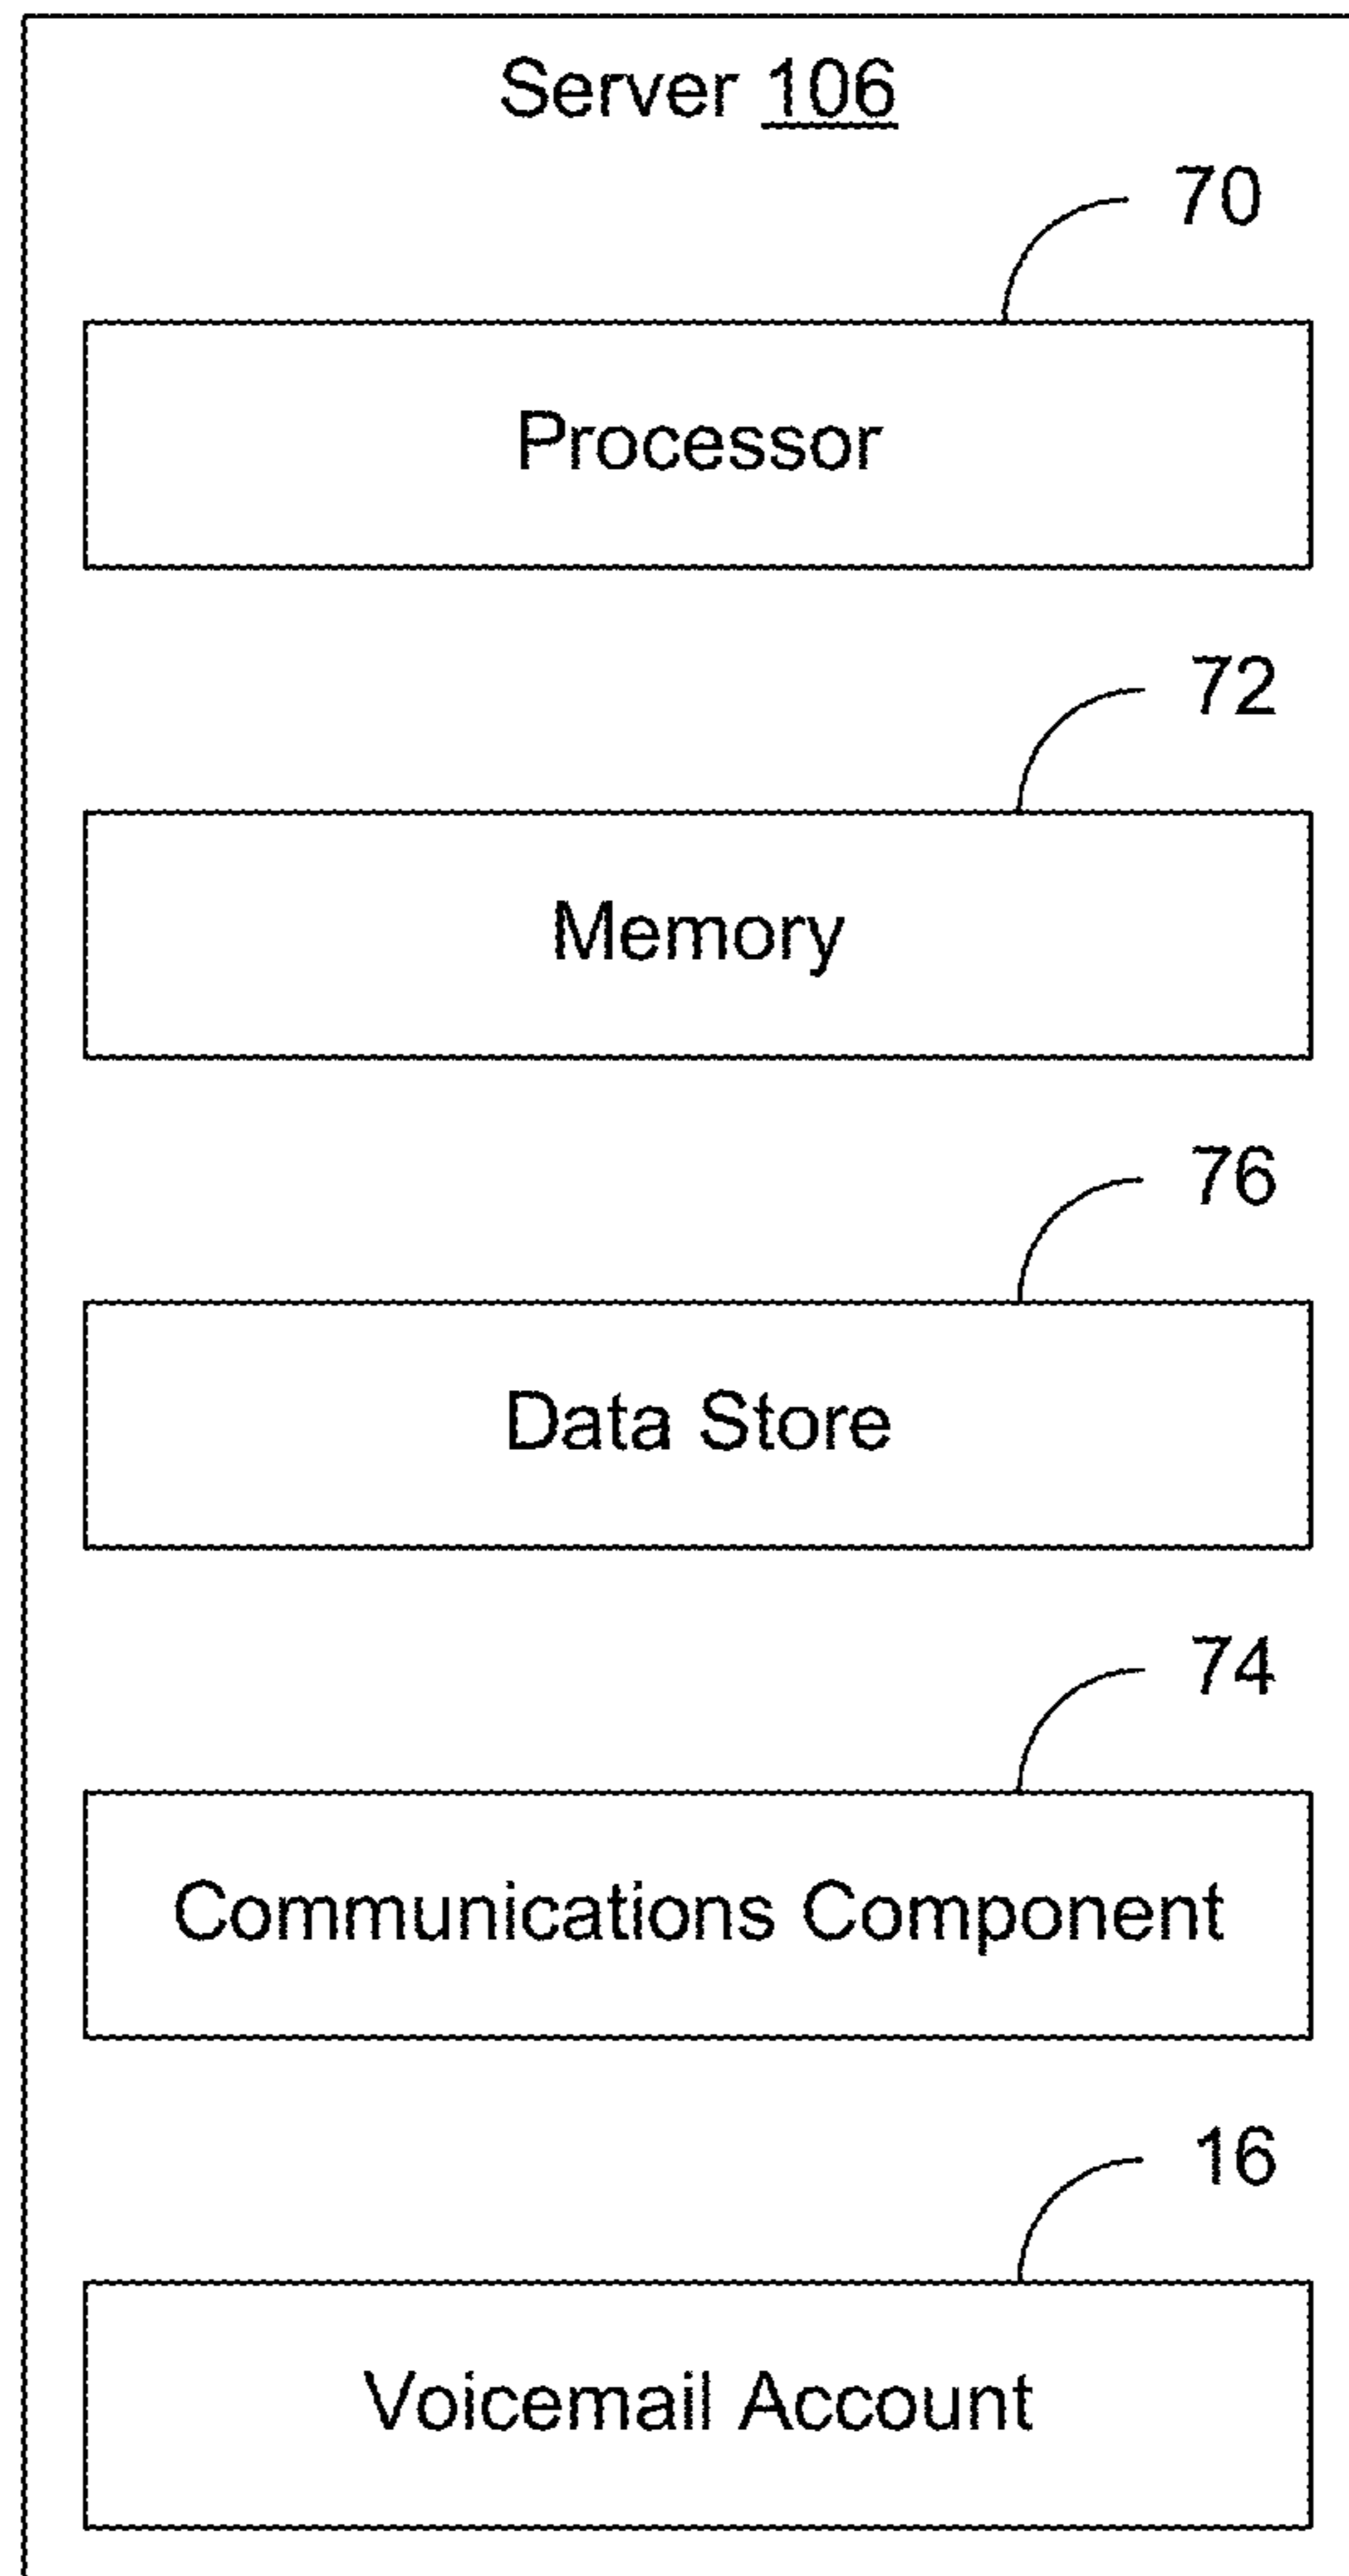 Server 106
70
Processor
72
Memory
76
Data Store
74
Communications Component
16
Voicemail Account